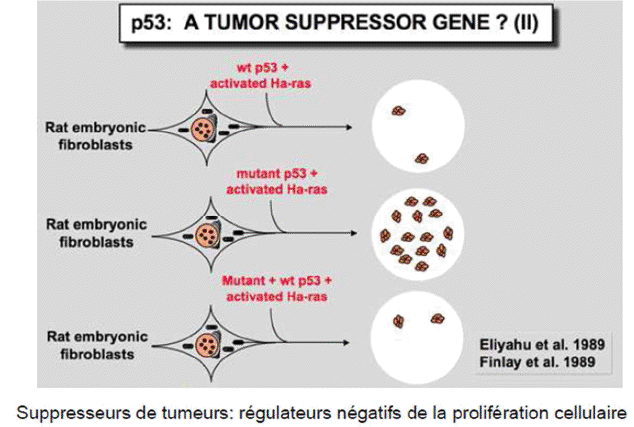 p53: A TUMOR SUPPRESSOR GENE ? (II)
wt p53 +
activated Ha-ras
Rat embryonic
fibroblasts
mutant p53 +
activated Ha-ras
Rat embryonic
fibroblasts
Mutant + wt p53 +
activated Ha-ras
Rat embryonic
fibroblasts
Eliyahu et al. 1989
Finlay et al. 1989
Suppresseurs de tumeurs: régulateurs négatifs de la prolifération cellulaire